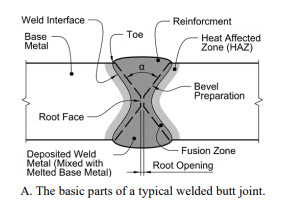 Weld Interface
Toe
Reinforcment
Base
Metal
Heat Affected
Zone (HAZ)
α
Bevel
Preparation
Root Face
Deposited Weld
Metal (Mixed with
Melted Base Metal)
Fusion Zone
Root Opening
A. The basic parts of a typical welded butt joint.